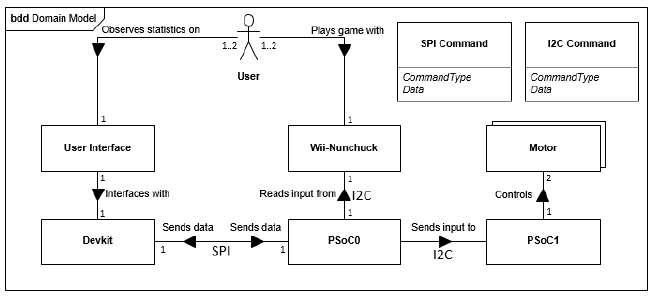 bdd Domain Model
Observes statistics on
1..2
1..2
Plays game with
User
SPI Command
CommandType
Data
I2C Command
CommandType
Data
1
1
User Interface
Wii-Nunchuck
Motor
1
1
2
Interfaces with
Reads input from
I2C
Controls
1
1
1
Devkit
Sends data
Sends data
1
SPI
1
PSoC0
Sends input to
I2C
PSoC1